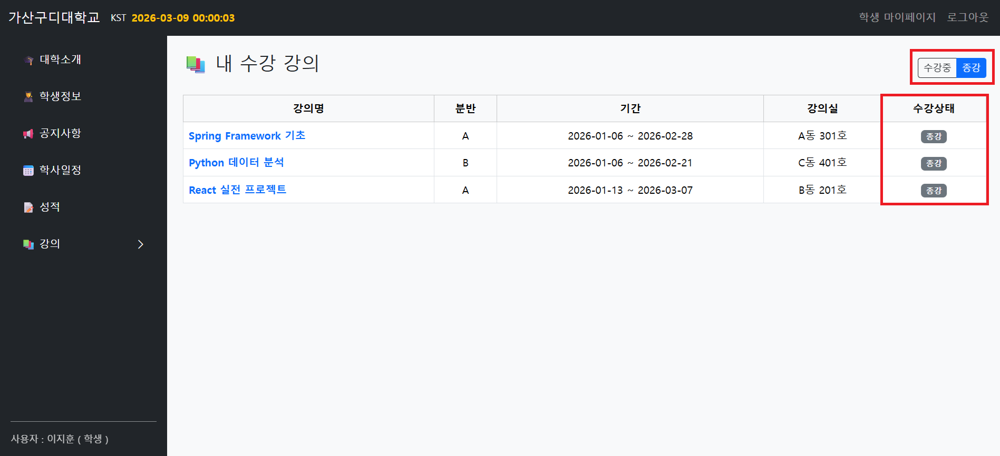 가산구디대학교 KST 2026-03-09 00:00:03 학생 마이페이지 로그아웃
대학소개
학생정보
공지사항
학사일정
성적
강의
사용자 : 이지훈 ( 학생 )
내 수강 강의
수강중 종강
강의명 분반 기간 강의실 수강상태
Spring Framework 기초 A 2026-01-06 ~ 2026-02-28 A동 301호 종강
Python 데이터 분석 B 2026-01-06 ~ 2026-02-21 C동 401호 종강
React 실전 프로젝트 A 2026-01-13 ~ 2026-03-07 B동 201호 종강